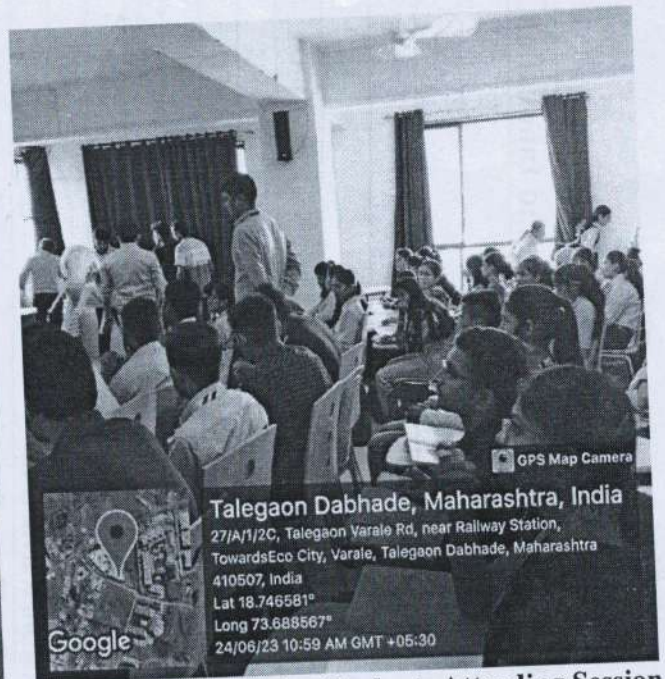 GPS Map Camera
Talegaon Dabhade, Maharashtra, India
27/A/1/2C, Talegaon Varale Rd, near Railway Station,
TowardsEco City, Varale, Talegaon Dabhade, Maharashtra
410507, India
Lat 18.746581°
Long 73.688567°
24/06/23 10:59 AM GMT +05:30
Google
Session